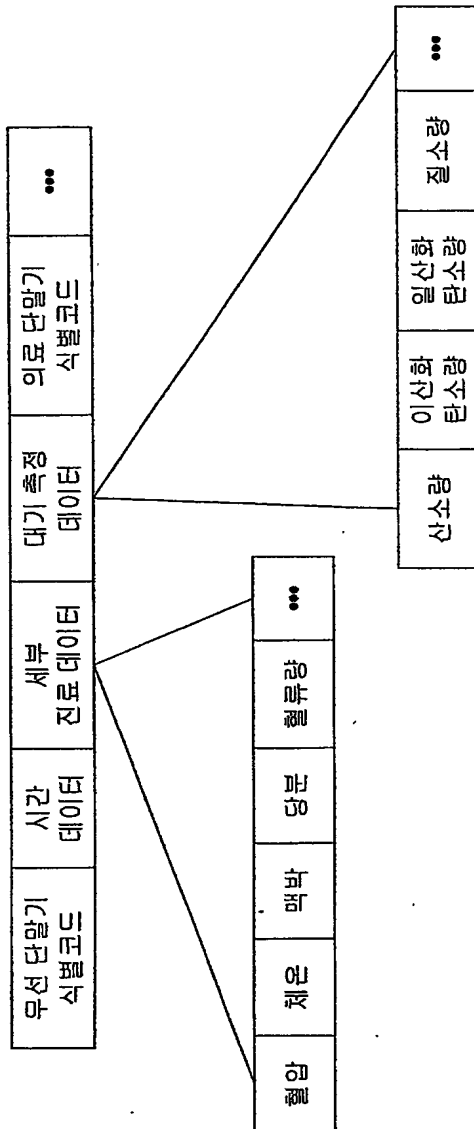 무선 단말기
식별코드
시간
데이터
세부
진료 데이터
대기 측정
데이터
의료 단말기
식별코드
•••
혈압
체온
맥박
당분
혈류량
•••
산소량
이산화
탄소량
일산화
탄소량
질소량
•••